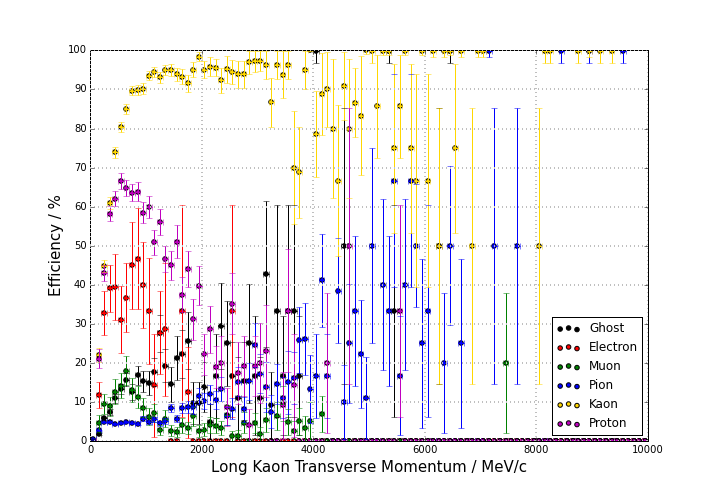 100
90
80
70
60
50
40
30
20
10
0
Efficiency / %
0 2000 4000 6000 8000 10000
Long Kaon Transverse Momentum / MeV/c
Ghost
Electron
Muon
Pion
Kaon
Proton